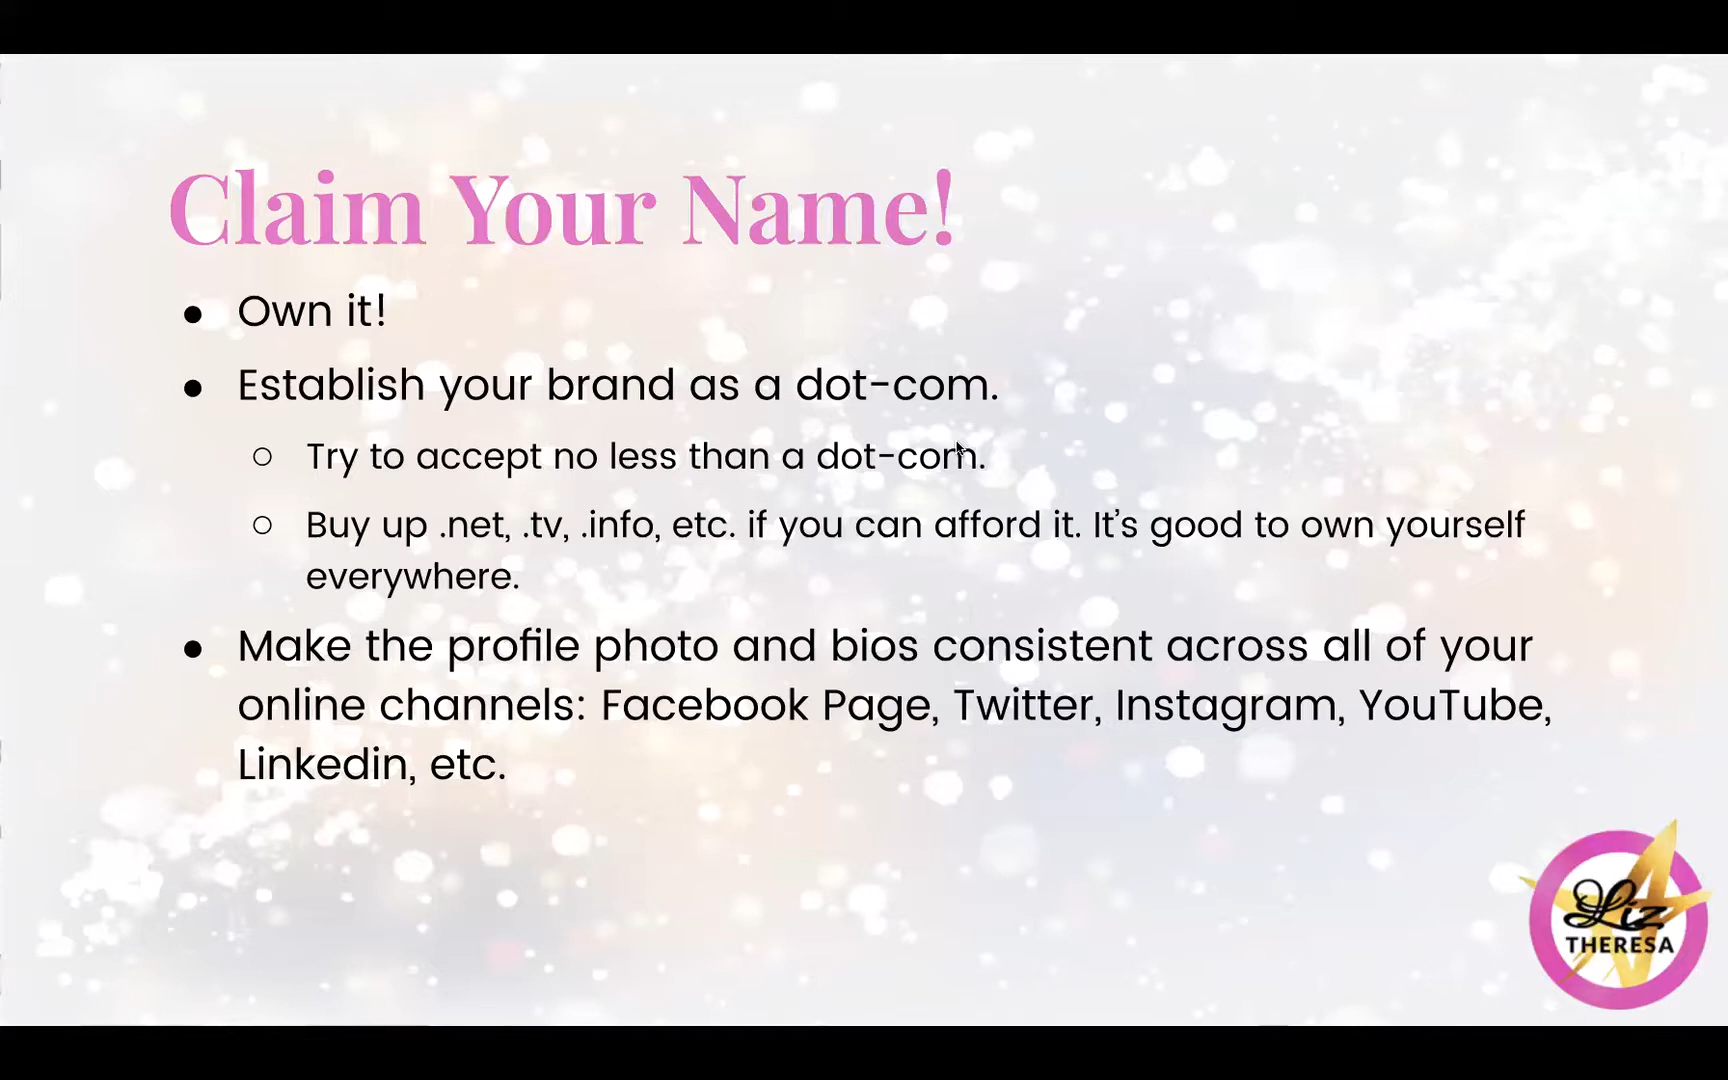 Claim Your Name!
● Own it!
● Establish your brand as a dot-com.
○ Try to accept no less than a dot-com.
○ Buy up .net, .tv, .info, etc. if you can afford it. It’s good to own yourself
everywhere.
● Make the profile photo and bios consistent across all of your
online channels: Facebook Page, Twitter, Instagram, YouTube,
Linkedin, etc.
Liz
THERESA